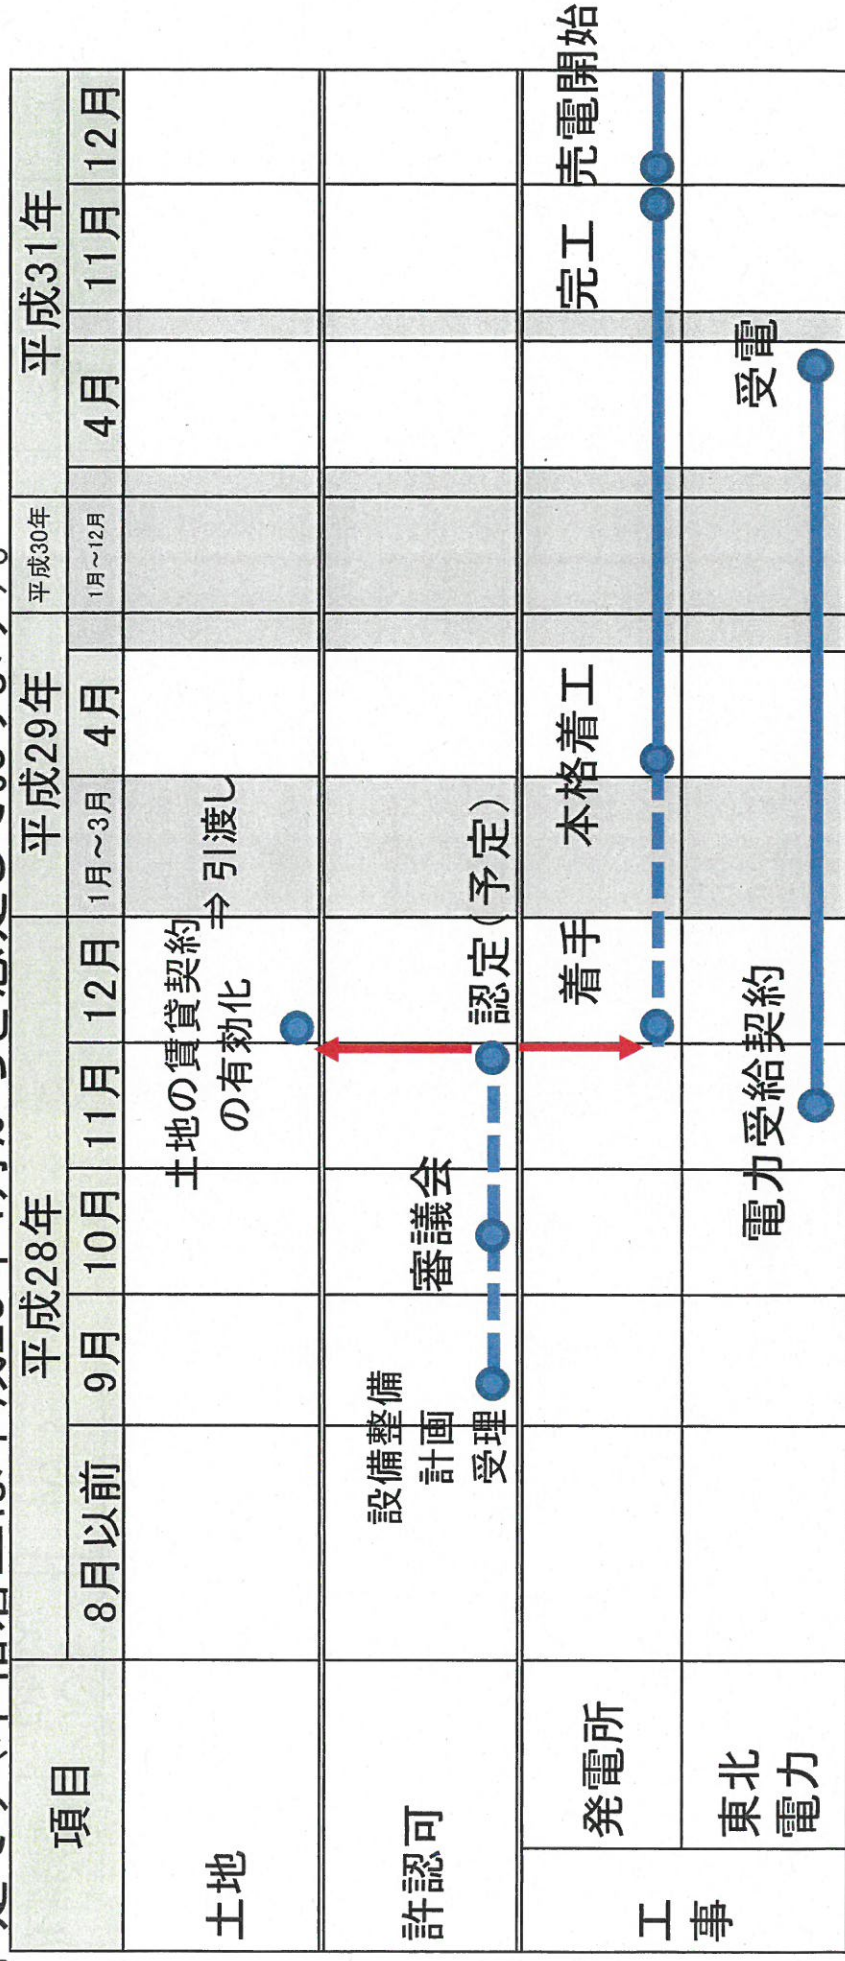 項目
平成28年
平成29年
平成30年
平成31年
8月以前
9月
10月
11月
12月
1月～3月
4月
1月～12月
4月
11月
12月
土地
土地の賃貸契約
の有効化
⇒引渡し
許認可
設備整備
計画
受理
審議会
認定(予定)
工
事
発電所
着手
本格着工
完工
売電開始
東北
電力
電力受給契約
受電